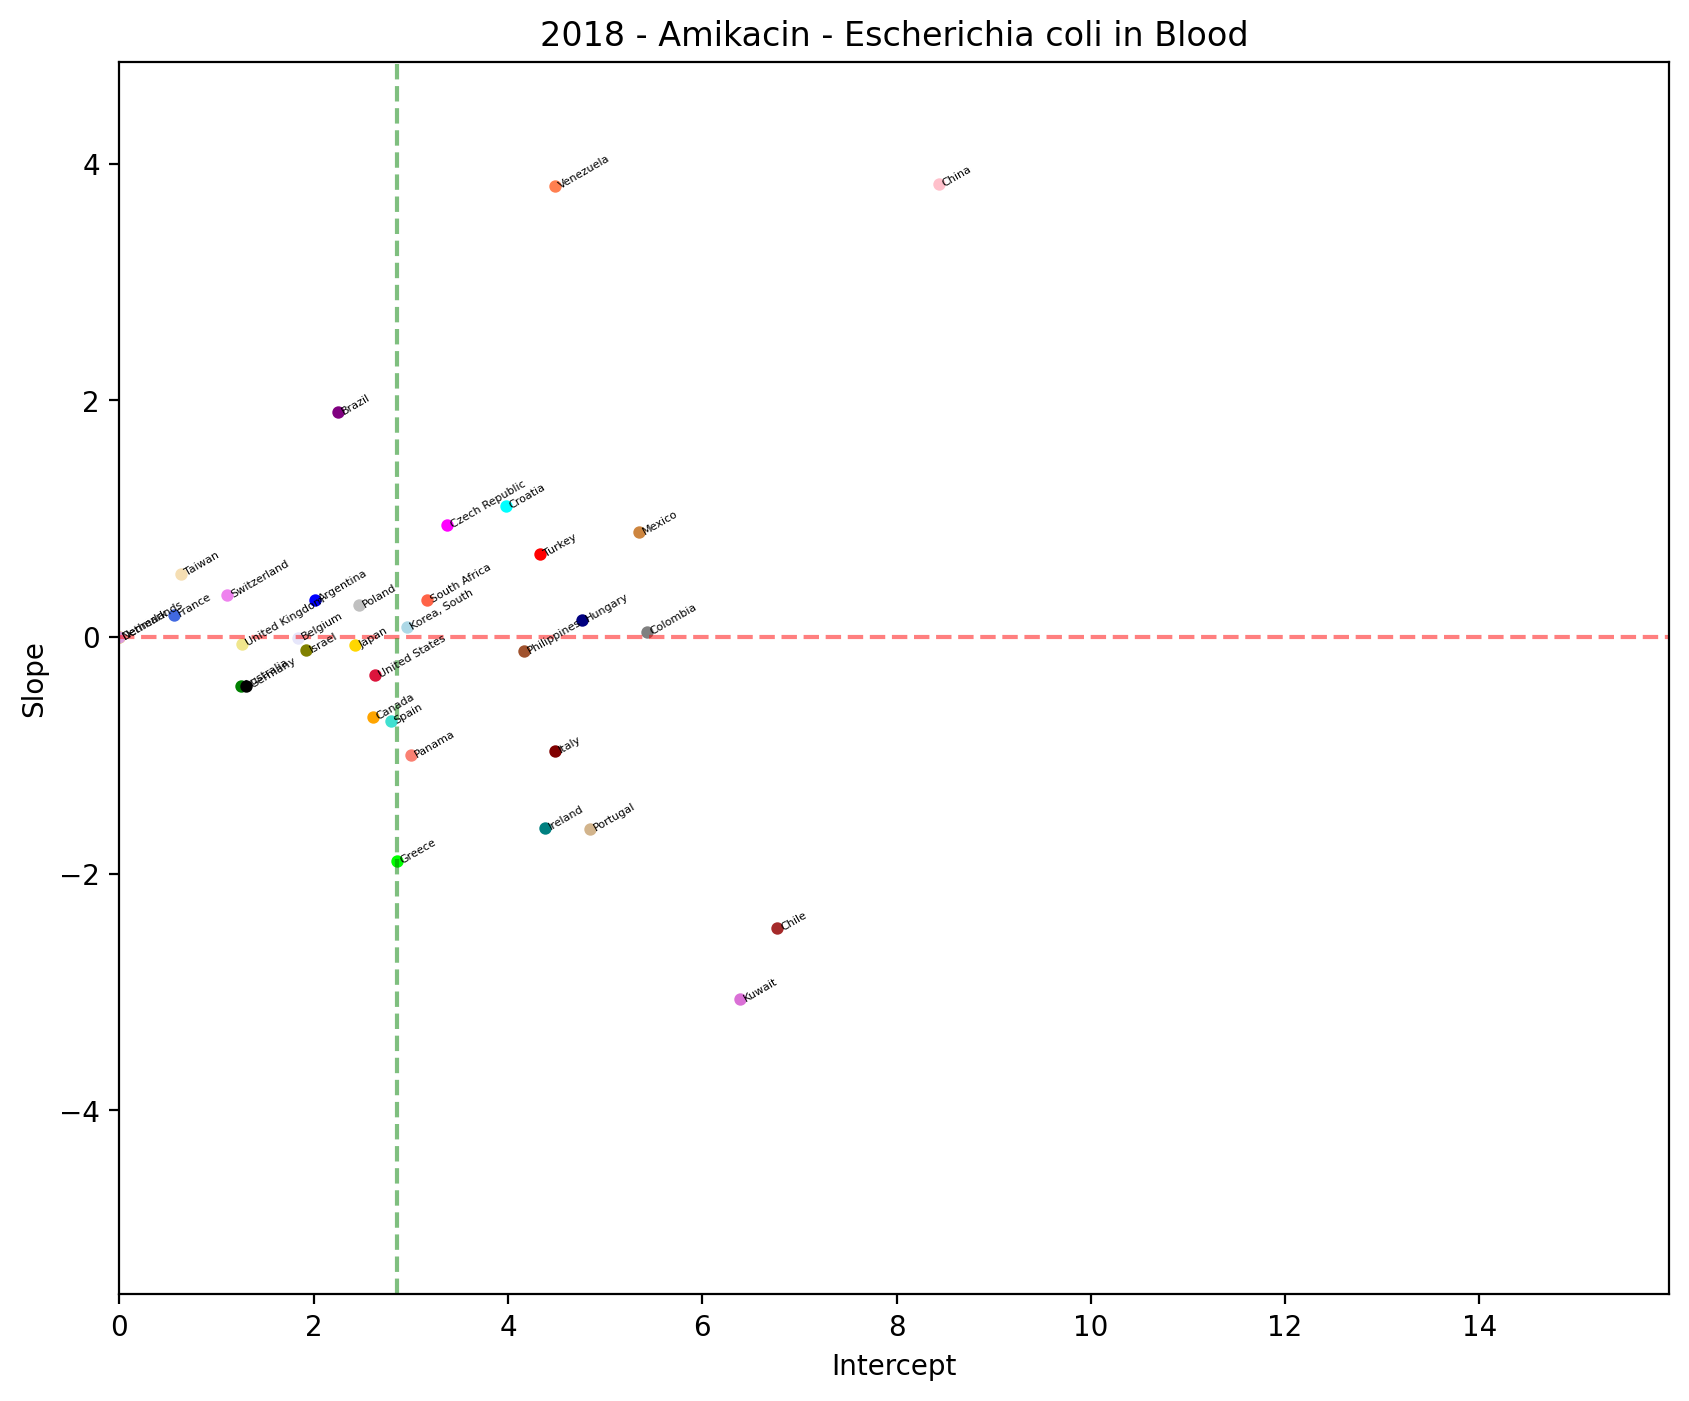 2018 - Amikacin - Escherichia coli in Blood
4
2
0
−2
−4
Slope
Venezuela
China
Brazil
Czech Republic
Croatia
Mexico
Turkey
Taiwan
Switzerland
Argentina
Poland
South Africa
France
Netherlands
United Kingdom
Belgium
Israel
Japan
Korea, South
Philippines
Hungary
Colombia
United States
Australia
Germany
Canada
Spain
Panama
Italy
Ireland
Portugal
Greece
Chile
Kuwait
0
2
4
6
8
10
12
14
Intercept